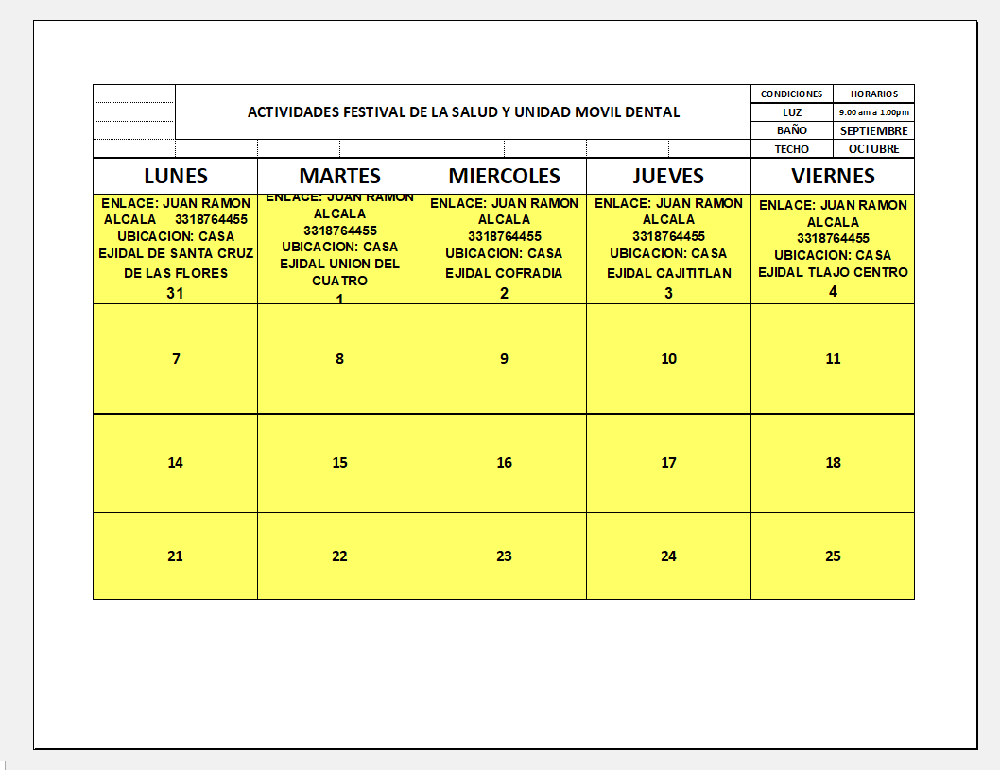 CONDICIONES HORARIOS
ACTIVIDADES FESTIVAL DE LA SALUD Y UNIDAD MOVIL DENTAL
LUZ 9:00 am a 1:00pm
BAÑO SEPTIEMBRE
TECHO OCTUBRE
LUNES MARTES MIERCOLES JUEVES VIERNES
ENLACE: JUAN RAMON
ALCALA 3318764455
UBICACION: CASA
EJIDAL DE SANTA CRUZ
DE LAS FLORES
31
ENLACE: JUAN RAMON
ALCALA
3318764455
UBICACION: CASA
EJIDAL UNION DEL
CUATRO
1
ENLACE: JUAN RAMON
ALCALA
3318764455
UBICACION: CASA
EJIDAL COFRADIA
2
ENLACE: JUAN RAMON
ALCALA
3318764455
UBICACION: CASA
EJIDAL CAJITITLAN
3
ENLACE: JUAN RAMON
ALCALA
3318764455
UBICACION: CASA
EJIDAL TLAJO CENTRO
4
7 8 9 10 11
14 15 16 17 18
21 22 23 24 25